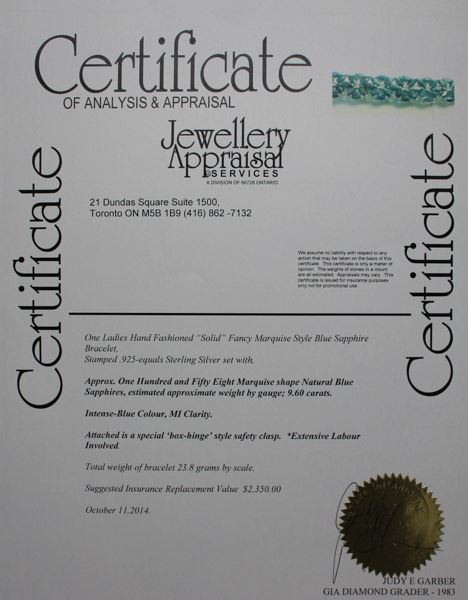 Certificate
OF ANALYSIS & APPRAISAL
Jewellery
Appraisal
SERVICES
A DIVISION OF 98728 ONTARIO
21 Dundas Square Suite 1500,
Toronto ON M5B 1B9 (416) 862 -7132
Certificate
Certificate
We assume no liability with respect to any
action that may be taken on the basis of this
certificate. This certificate is only a matter of
opinion. The weights of stones in a mount
are all estimated. Appraisals may vary. This
certificate is issued for insurance purposes
only not for promotional use.
One Ladies Hand Fashioned “Solid” Fancy Marquise Style Blue Sapphire
Bracelet,
Stamped .925-equals Sterling Silver set with,
Approx. One Hundred and Fifty Eight Marquise shape Natural Blue
Sapphires, estimated approximate weight by gauge; 9.60 carats.
Intense-Blue Colour, MI Clarity.
Attached is a special ‘box-hinge’ style safety clasp. *Extensive Labour
Involved.
Total weight of bracelet 23.8 grams by scale.
Suggested Insurance Replacement Value $2,350.00
October 11,2014.
JUDY E GARBER
GIA DIAMOND GRADER - 1983